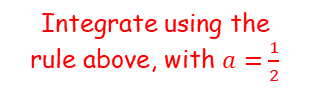 Integrate using the
rule above, with a = 1/2